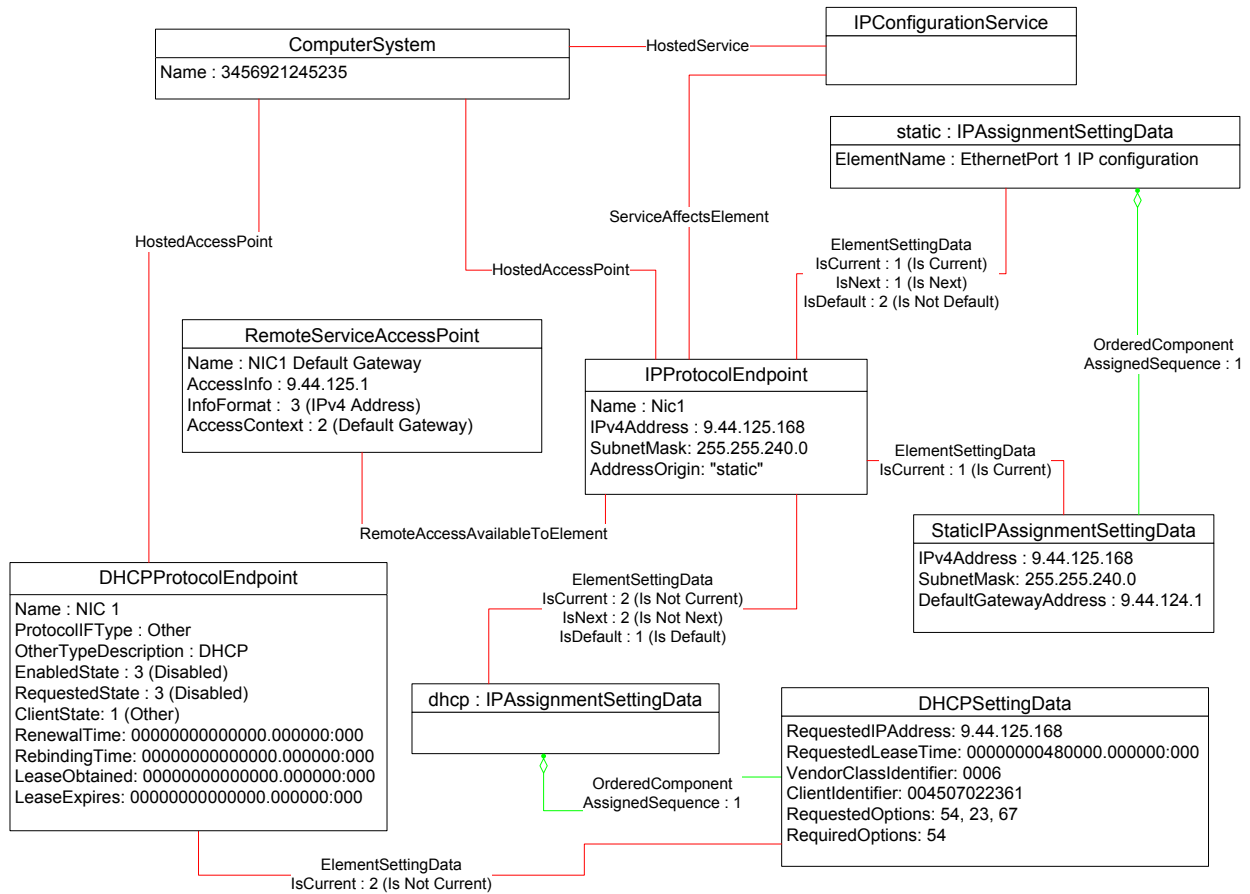 IPConfigurationService
ComputerSystem
Name : 3456921245235
HostedService
static : IPAssignmentSettingData
ElementName : EthernetPort 1 IP configuration
ServiceAffectsElement
HostedAccessPoint
HostedAccessPoint
ElementSettingData
IsCurrent : 1 (Is Current)
IsNext : 1 (Is Next)
IsDefault : 2 (Is Not Default)
RemoteServiceAccessPoint
Name : NIC1 Default Gateway
AccessInfo : 9.44.125.1
InfoFormat :  3 (IPv4 Address)
AccessContext : 2 (Default Gateway)
OrderedComponent
AssignedSequence : 1
IPProtocolEndpoint
Name : Nic1
IPv4Address : 9.44.125.168
SubnetMask: 255.255.240.0
AddressOrigin: "static"
ElementSettingData
IsCurrent : 1 (Is Current)
RemoteAccessAvailableToElement
StaticIPAssignmentSettingData
IPv4Address : 9.44.125.168
SubnetMask: 255.255.240.0
DefaultGatewayAddress : 9.44.124.1
DHCPProtocolEndpoint
Name : NIC 1
ProtocolIFType : Other
OtherTypeDescription : DHCP
EnabledState : 3 (Disabled)
RequestedState : 3 (Disabled)
ClientState: 1 (Other)
RenewalTime: 00000000000000.000000:000
RebindingTime: 00000000000000.000000:000
LeaseObtained: 00000000000000.000000:000
LeaseExpires: 00000000000000.000000:000
ElementSettingData
IsCurrent : 2 (Is Not Current)
IsNext : 2 (Is Not Next)
IsDefault : 1 (Is Default)
dhcp : IPAssignmentSettingData
DHCPSettingData
RequestedIPAddress: 9.44.125.168
RequestedLeaseTime: 00000000480000.000000:000
VendorClassIdentifier: 0006
ClientIdentifier: 004507022361
RequestedOptions: 54, 23, 67
RequiredOptions: 54
OrderedComponent
AssignedSequence : 1
ElementSettingData
IsCurrent : 2 (Is Not Current)